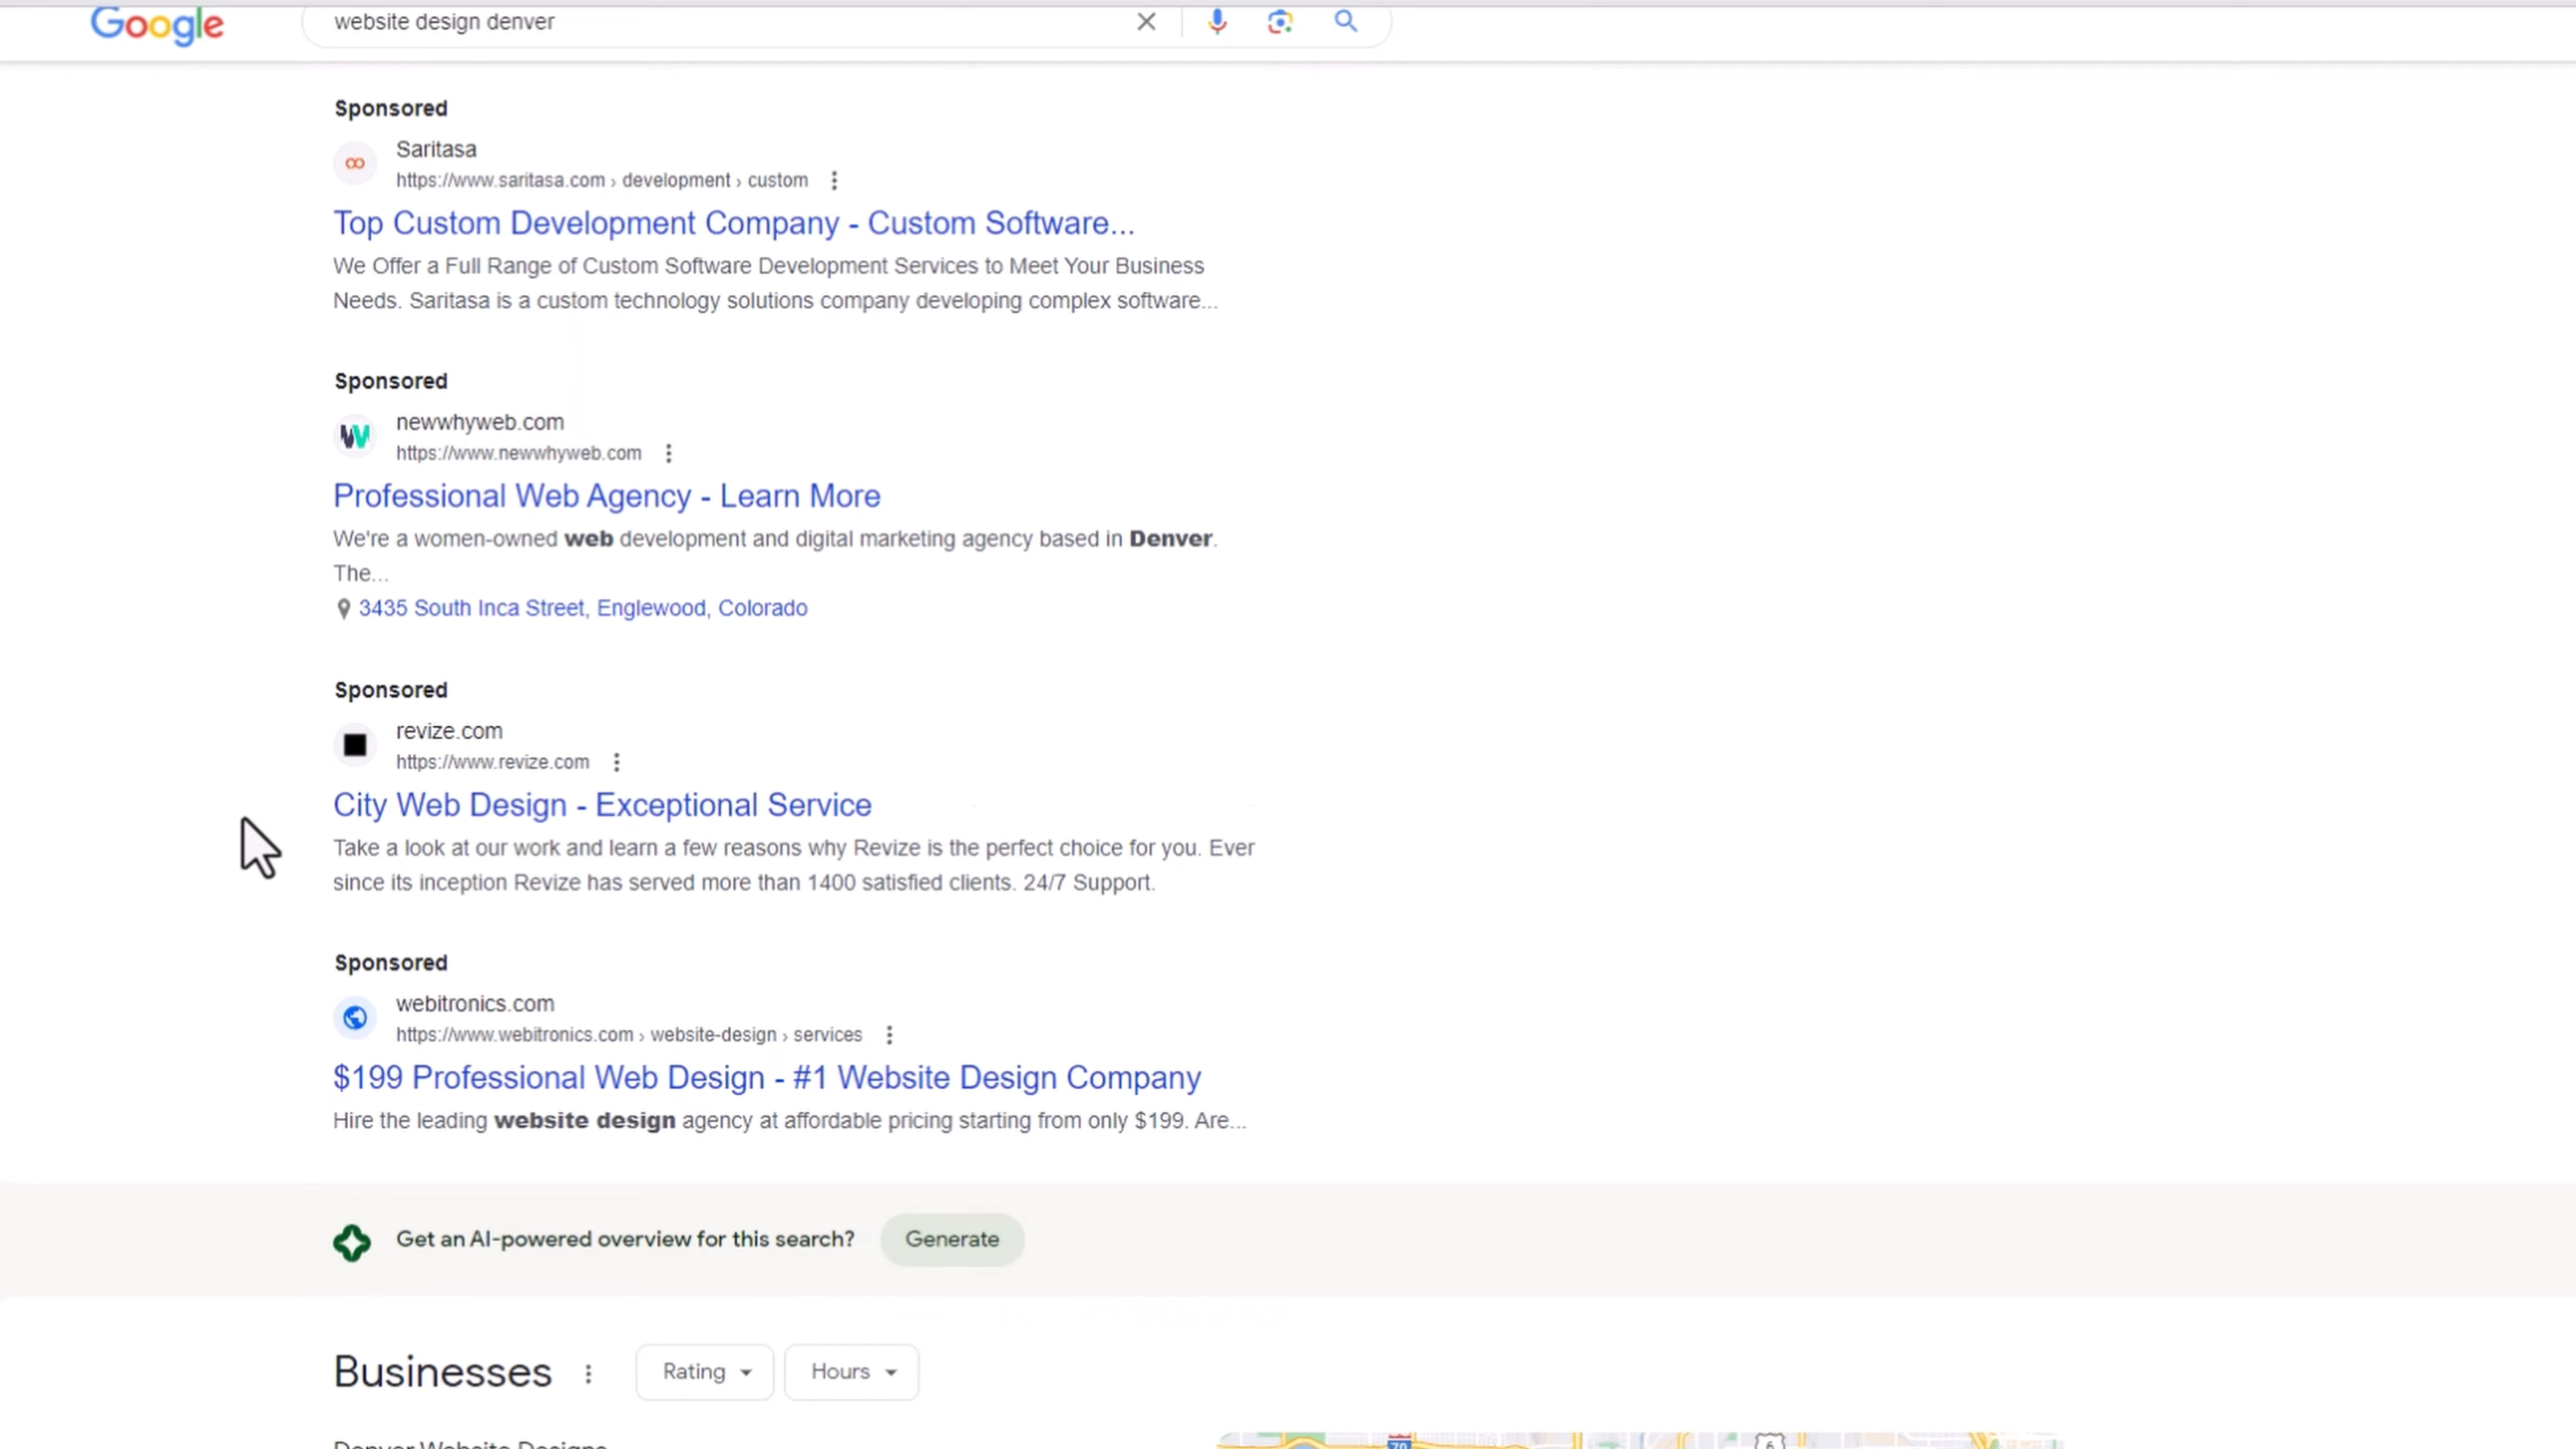 Google
website design denver
Sponsored
Saritasa
https://www.saritasa.com › development › custom
Top Custom Development Company - Custom Software...
We Offer a Full Range of Custom Software Development Services to Meet Your Business
Needs. Saritasa is a custom technology solutions company developing complex software...
Sponsored
newwhyweb.com
https://www.newwhyweb.com
Professional Web Agency - Learn More
We're a women-owned web development and digital marketing agency based in Denver.
The...
3435 South Inca Street, Englewood, Colorado
Sponsored
revize.com
https://www.revize.com
City Web Design - Exceptional Service
Take a look at our work and learn a few reasons why Revize is the perfect choice for you. Ever
since its inception Revize has served more than 1400 satisfied clients. 24/7 Support.
Sponsored
webitronics.com
https://www.webitronics.com › website-design › services
$199 Professional Web Design - #1 Website Design Company
Hire the leading website design agency at affordable pricing starting from only $199. Are...
Get an AI-powered overview for this search? Generate
Businesses Rating Hours
Denver Website Designs
70 6